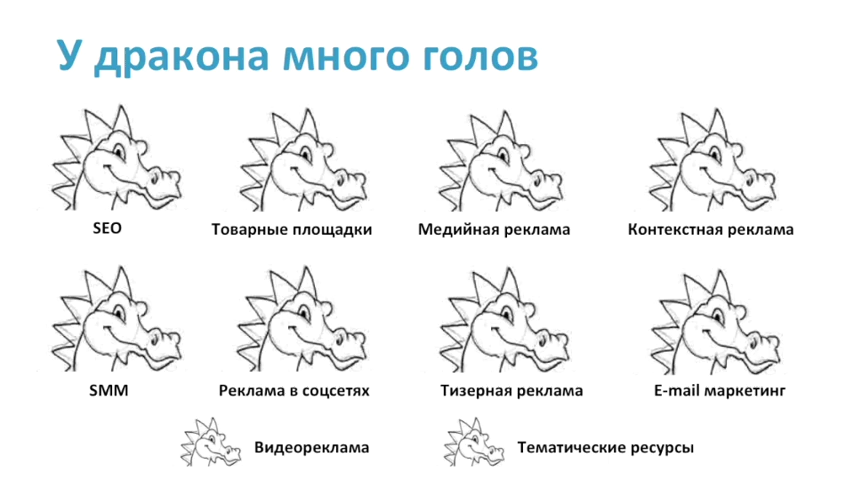 У дракона много голов
SEO
Товарные площадки
Медийная реклама
Контекстная реклама
SMM
Реклама в соцсетях
Тизерная реклама
E-mail маркетинг
Видеореклама
Тематические ресурсы